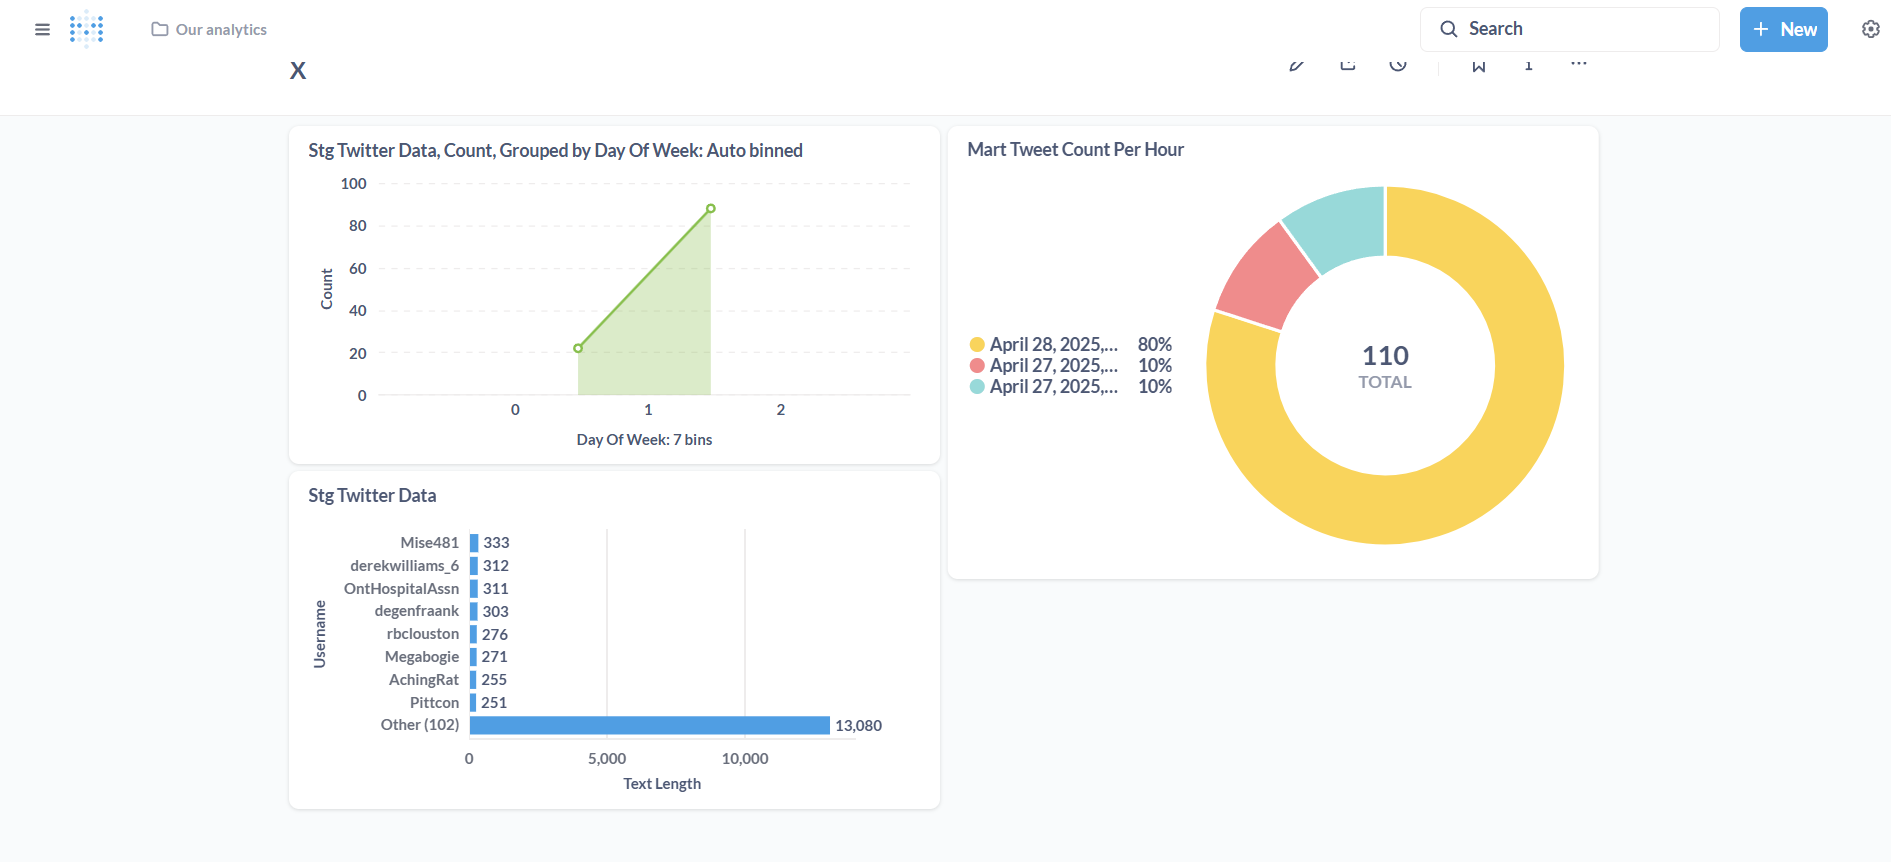 Our analytics
Search
New
X
Stg Twitter Data, Count, Grouped by Day Of Week: Auto binned
100
80
60
40
20
0
Count
0 1 2
Day Of Week: 7 bins
Mart Tweet Count Per Hour
April 28, 2025,... 80%
April 27, 2025,... 10%
April 27, 2025,... 10%
110
TOTAL
Stg Twitter Data
Username
Mise481 333
derekwilliams_6 312
OntHospitalAssn 311
degenfraank 303
rbclouston 276
Megabogie 271
AchingRat 255
Pittcon 251
Other (102) 13,080
0 5,000 10,000
Text Length